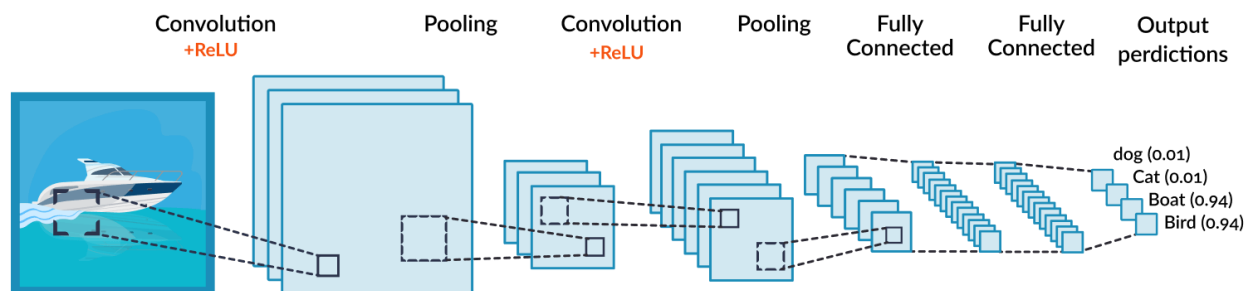 Convolution
+ReLU
Pooling
Convolution
+ReLU
Pooling
Fully
Connected
Fully
Connected
Output
perdictions
dog (0.01)
Cat (0.01)
Boat (0.94)
Bird (0.94)